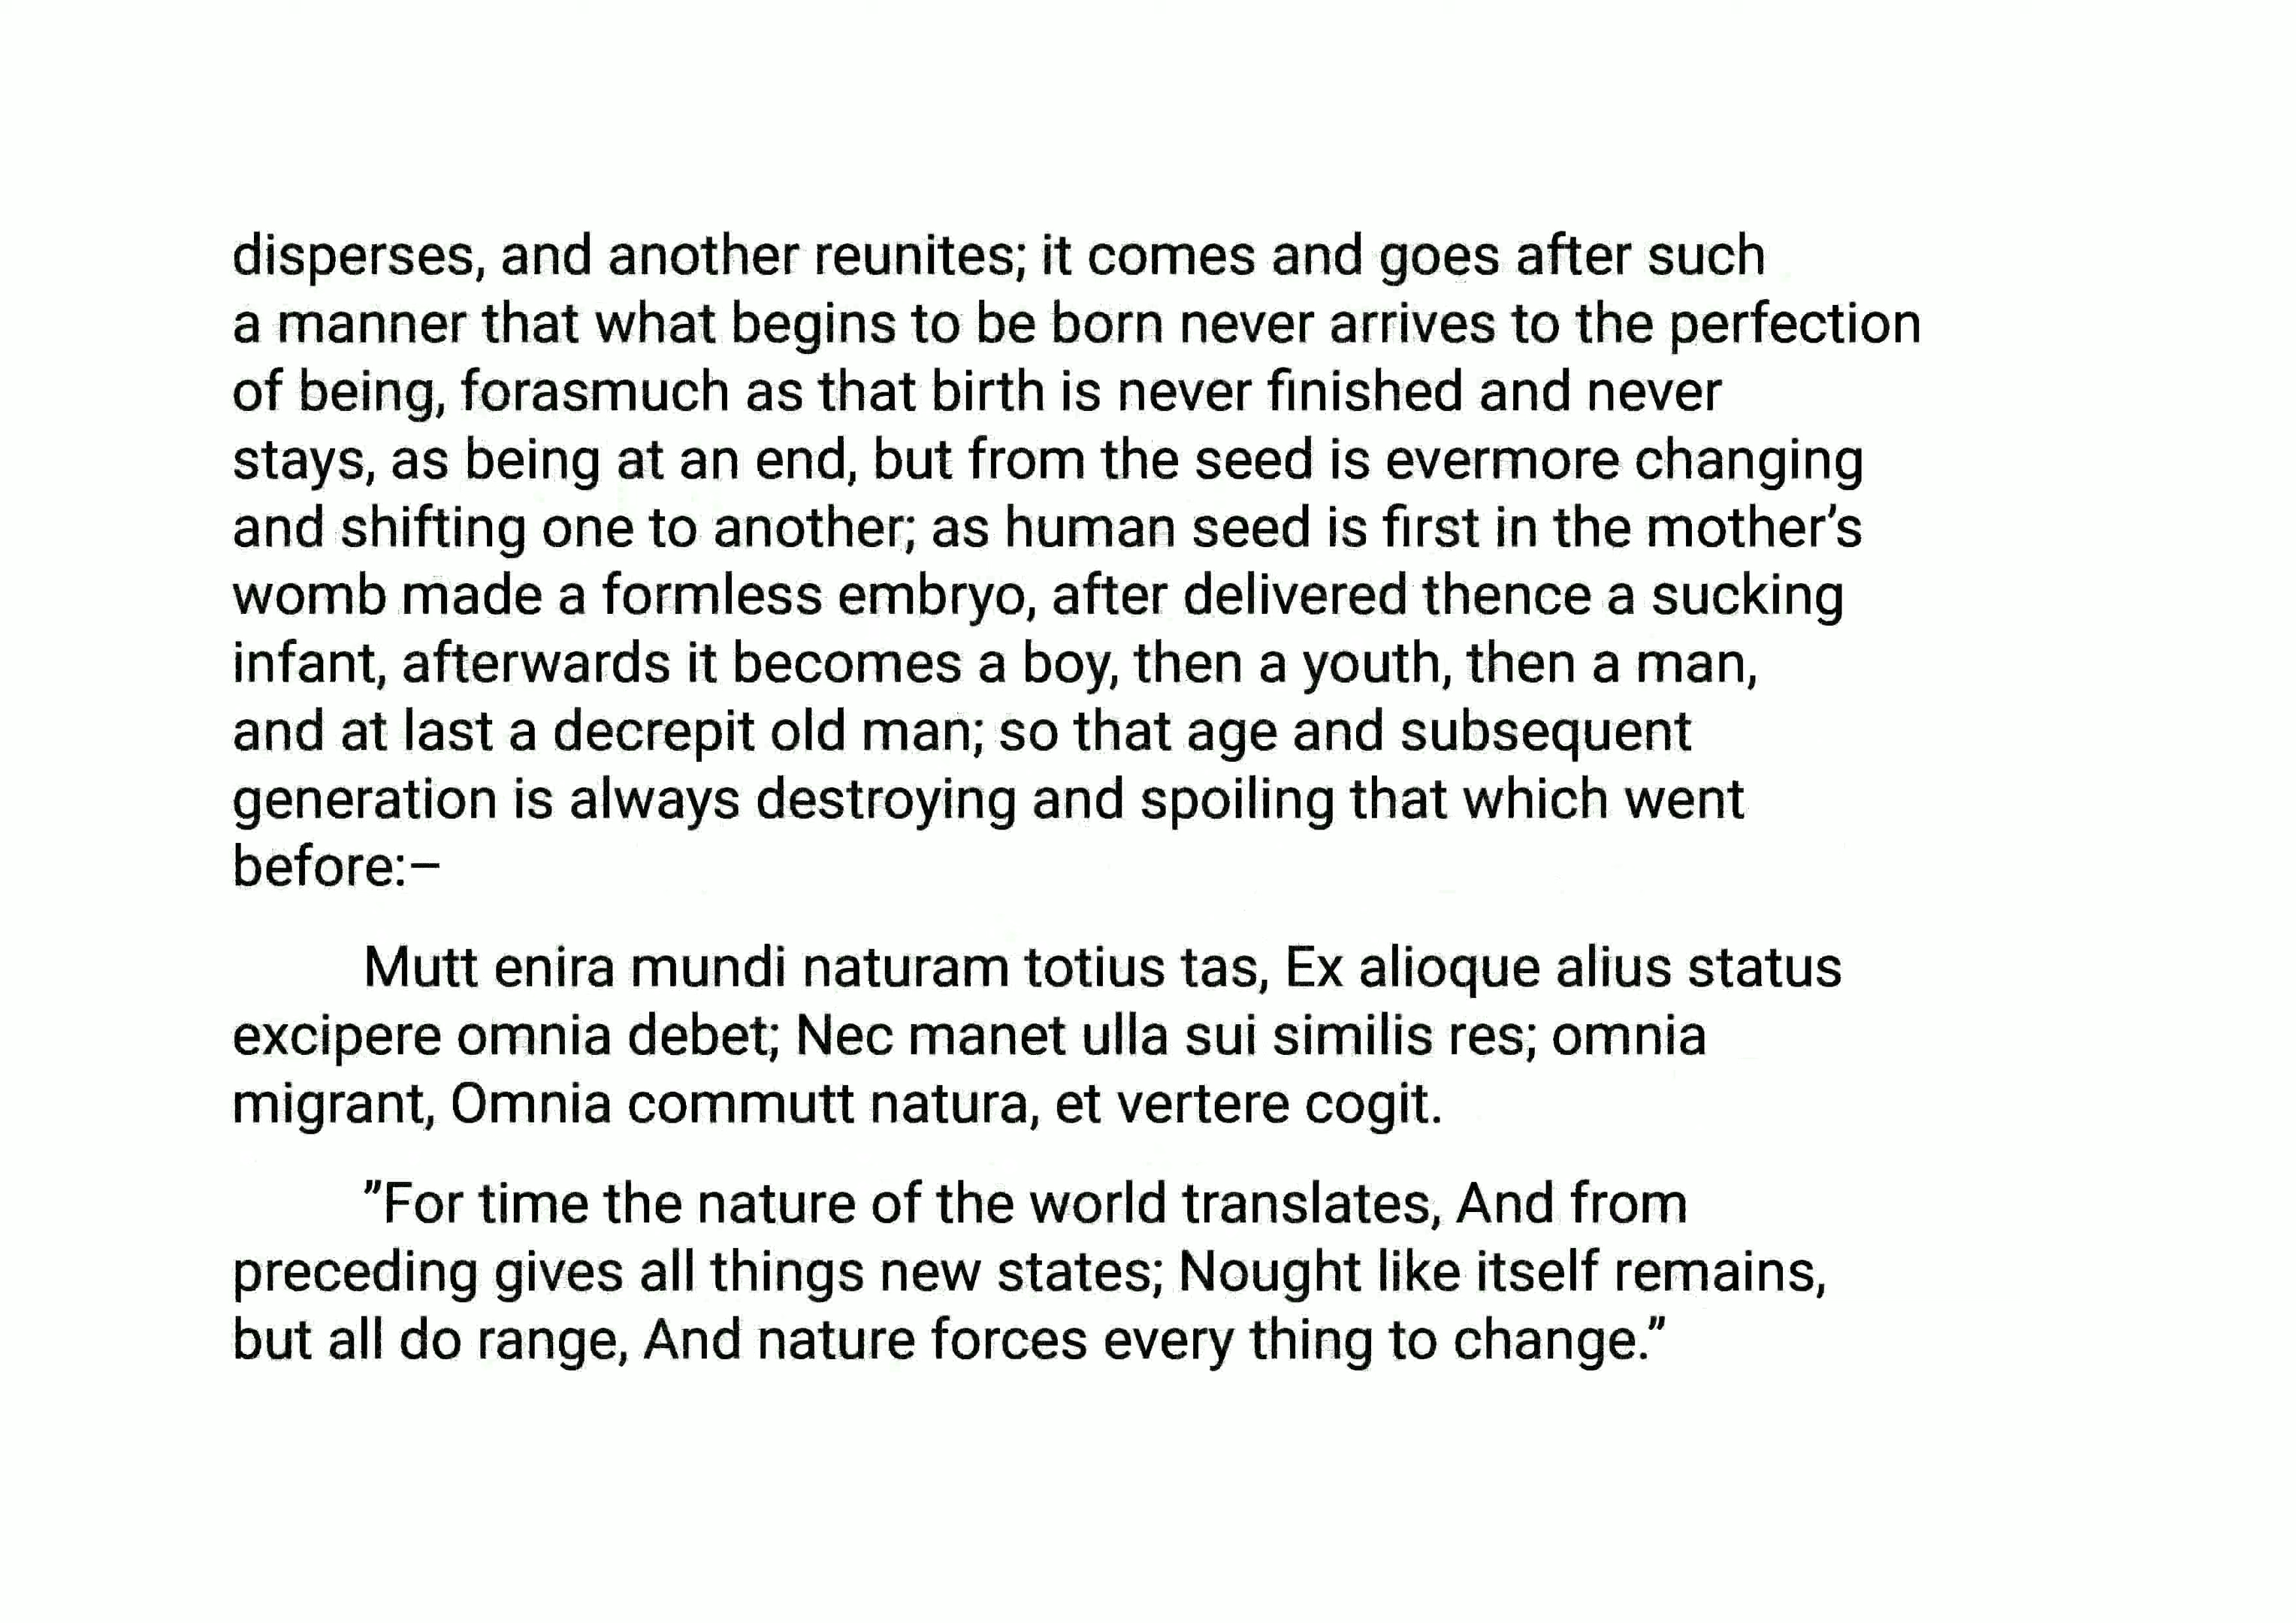 disperses, and another reunites; it comes and goes after such
a manner that what begins to be born never arrives to the perfection
of being, forasmuch as that birth is never finished and never
stays, as being at an end, but from the seed is evermore changing
and shifting one to another; as human seed is first in the mother's
womb made a formless embryo, after delivered thence a sucking
infant, afterwards it becomes a boy, then a youth, then a man,
and at last a decrepit old man; so that age and subsequent
generation is always destroying and spoiling that which went
before:–
Mutt enira mundi naturam totius tas, Ex alioque alius status
excipere omnia debet; Nec manet ulla sui similis res; omnia
migrant, Omnia commutt natura, et vertere cogit.
"For time the nature of the world translates, And from
preceding gives all things new states; Nought like itself remains,
but all do range, And nature forces every thing to change."